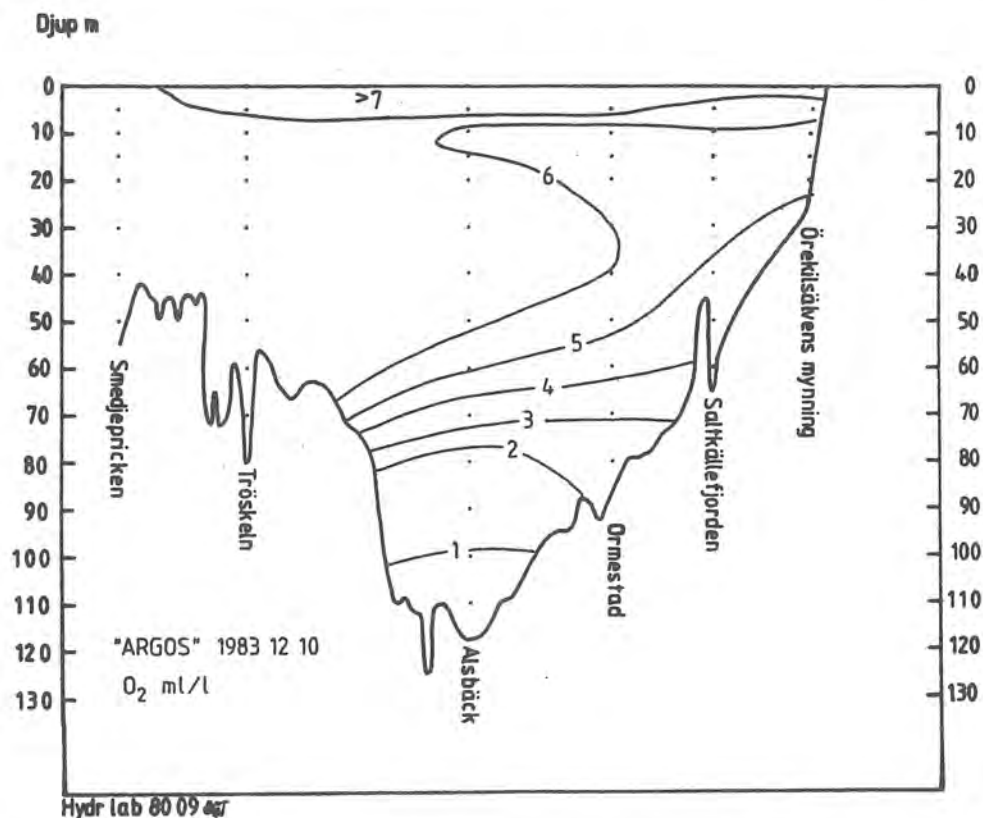 Djup m
0 0
>7
10 10
6
20 20
30 30
40 40
50 50
5
60 60
4
70 70
3
2
80 80
90 90
1
100 100
110 110
120 120
130 130
Smedjepricken
Tröskeln
Alsbäck
Ormestad
Saltkällefjorden
Örekilsälvens mynning
"ARGOS" 1983 12 10
O₂ ml/l
Hydr lab 80 09